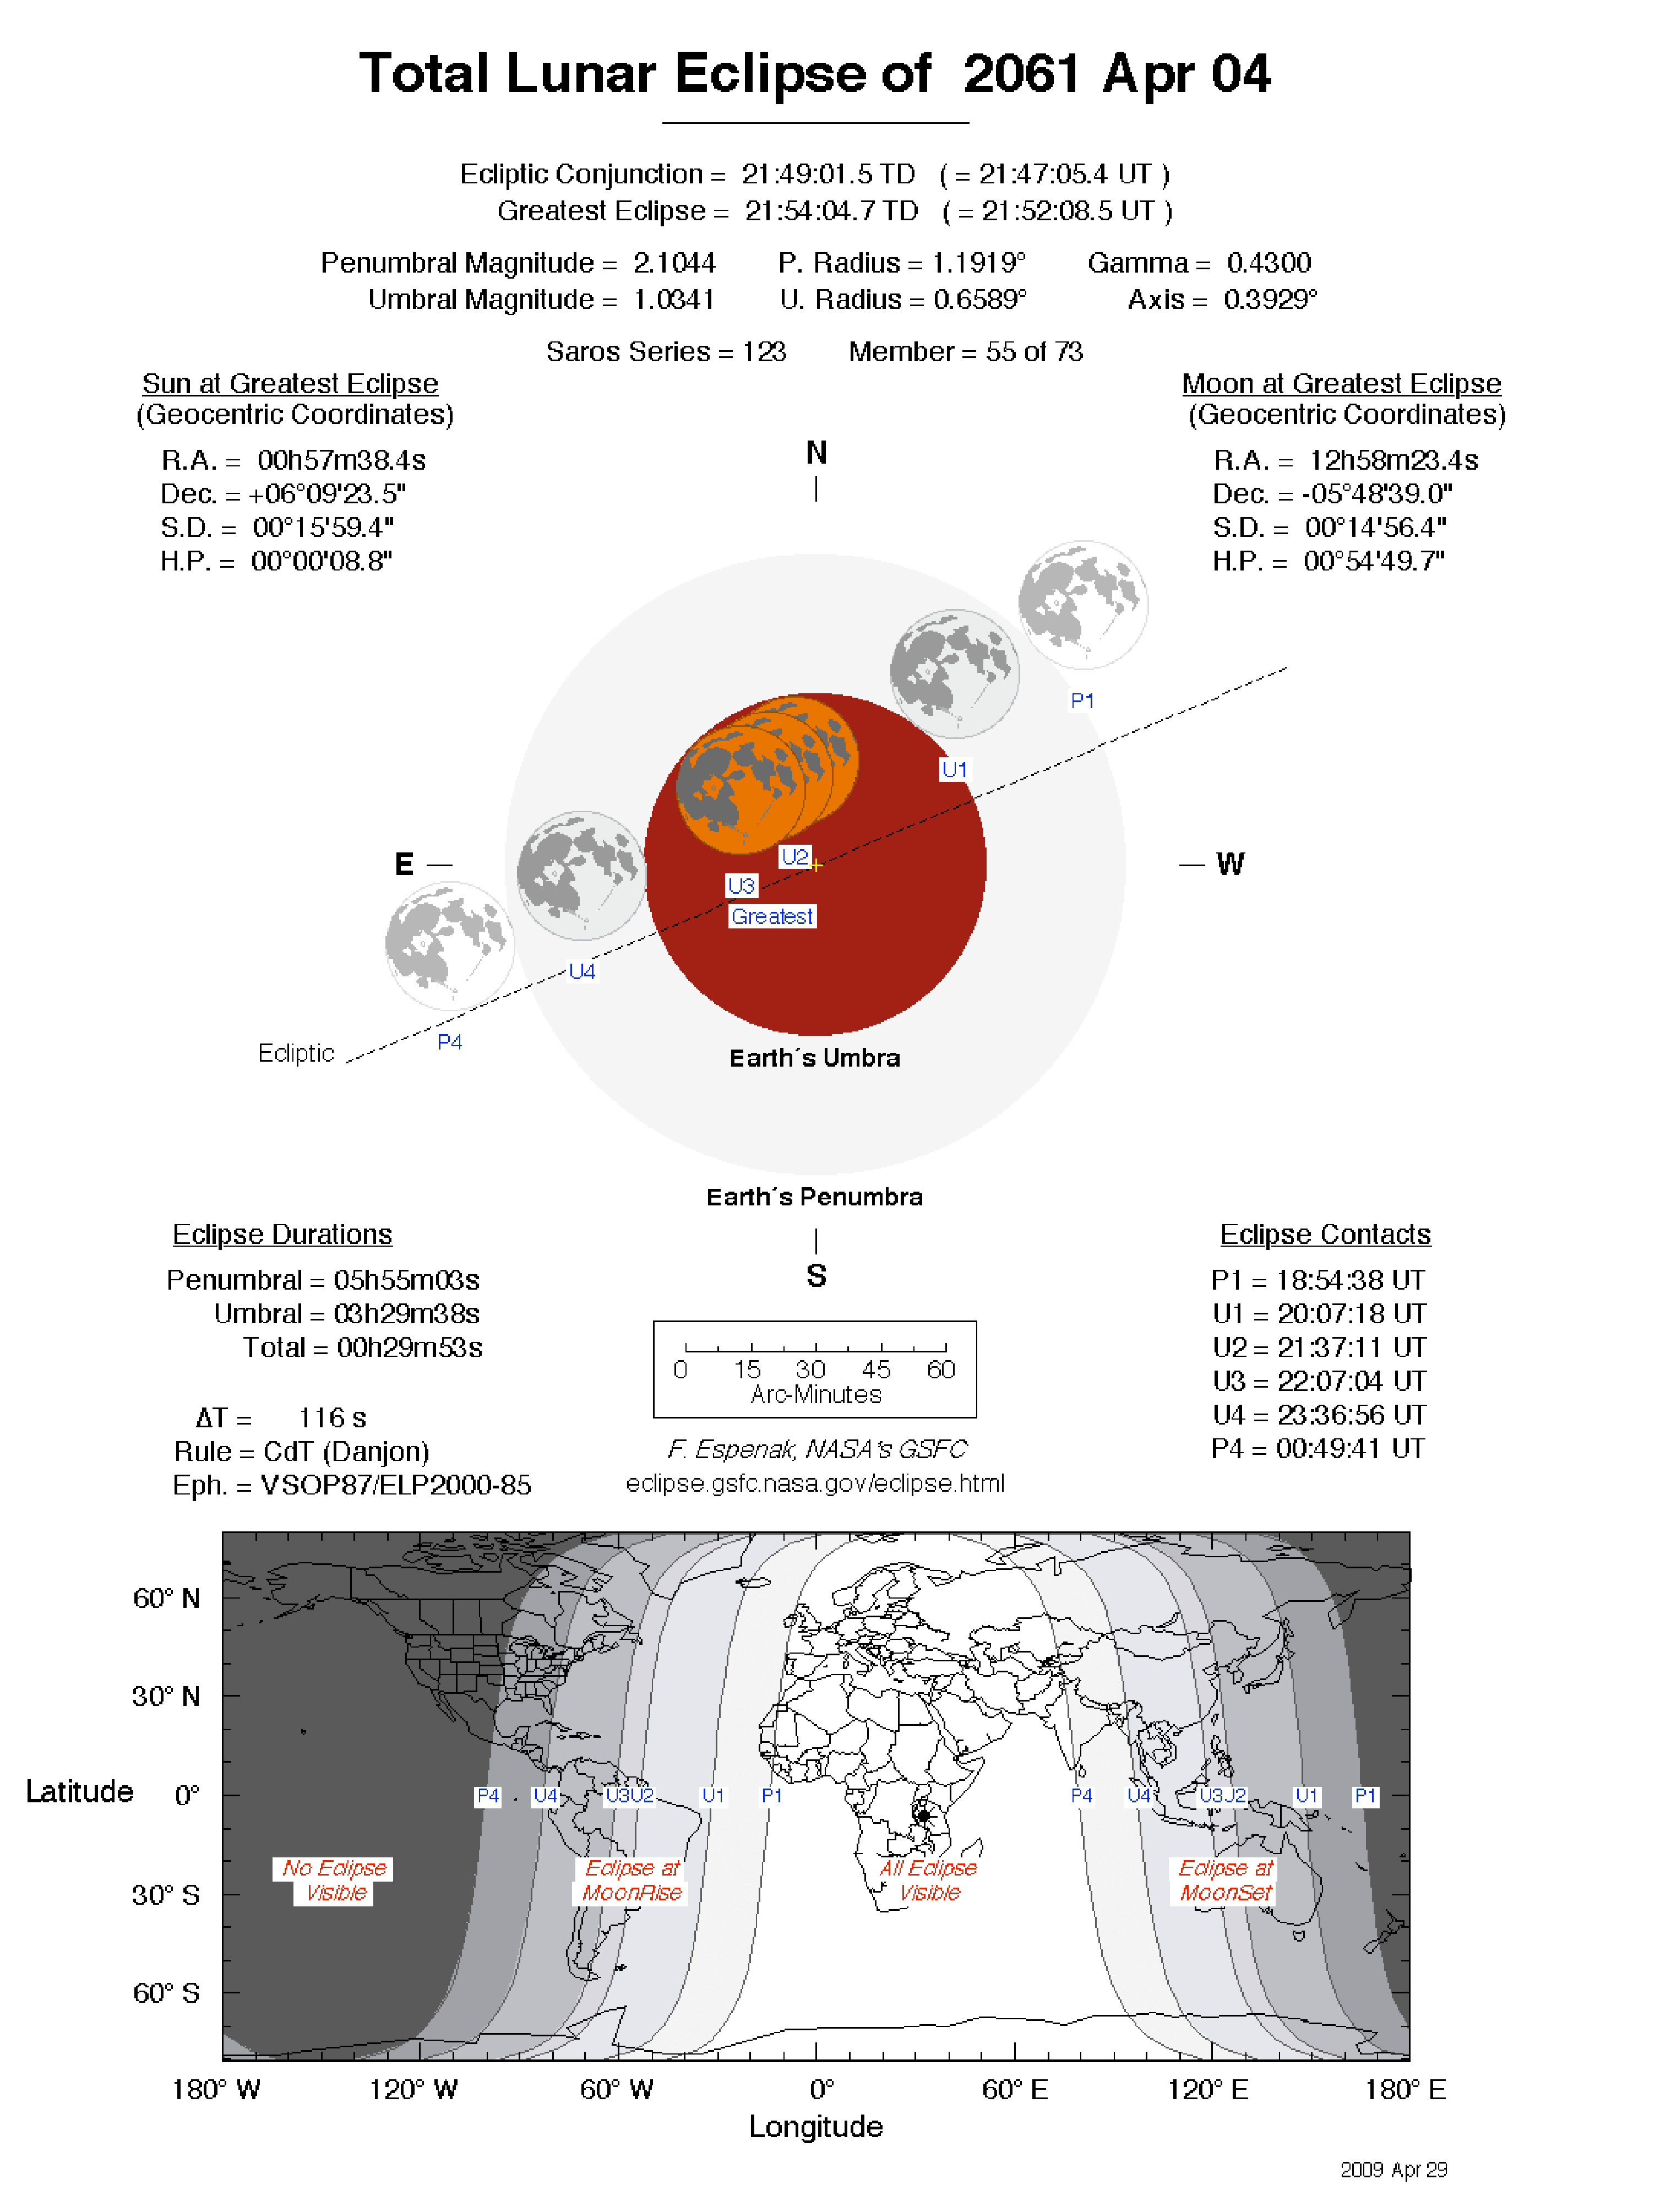 Total Lunar Eclipse of 2061 Apr 04
Ecliptic Conjunction = 21:49:01.5 TD ( = 21:47:05.4 UT )
Greatest Eclipse = 21:54:04.7 TD ( = 21:52:08.5 UT )
Penumbral Magnitude = 2.1044 P. Radius = 1.1919° Gamma = 0.4300
Umbral Magnitude = 1.0341 U. Radius = 0.6589° Axis = 0.3929°
Saros Series = 123 Member = 55 of 73
Sun at Greatest Eclipse
(Geocentric Coordinates)
R.A. = 00h57m38.4s
Dec. = +06°09'23.5"
S.D. = 00°15'59.4"
H.P. = 00°00'08.8"
Moon at Greatest Eclipse
(Geocentric Coordinates)
R.A. = 12h58m23.4s
Dec. = -05°48'39.0"
S.D. = 00°14'56.4"
H.P. = 00°54'49.7"
N
P1
U1
U2
E
W
U3
Greatest
U4
P4
Ecliptic
Earth´s Umbra
Earth´s Penumbra
S
Eclipse Durations
Penumbral = 05h55m03s
Umbral = 03h29m38s
Total = 00h29m53s
ΔT = 116 s
Rule = CdT (Danjon)
Eph. = VSOP87/ELP2000-85
0 15 30 45 60
Arc-Minutes
F. Espenak, NASA's GSFC
eclipse.gsfc.nasa.gov/eclipse.html
Eclipse Contacts
P1 = 18:54:38 UT
U1 = 20:07:18 UT
U2 = 21:37:11 UT
U3 = 22:07:04 UT
U4 = 23:36:56 UT
P4 = 00:49:41 UT
60° N
30° N
Latitude 0°
30° S
60° S
P4 U4 U3 U2 U1 P1 P4 U4 U3 U2 U1 P1
No Eclipse
Visible
Eclipse at
MoonRise
All Eclipse
Visible
Eclipse at
MoonSet
180° W 120° W 60° W 0° 60° E 120° E 180° E
Longitude
2009 Apr 29